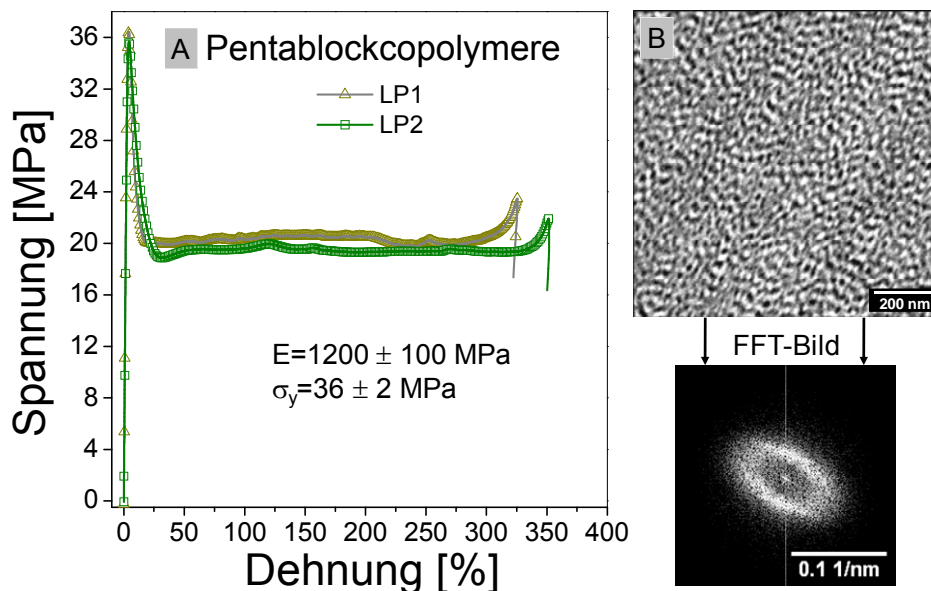 A Pentablockcopolymere
LP1
LP2
Spannung [MPa]
36
32
28
24
20
16
12
8
4
0
E=1200 ± 100 MPa
σy=36 ± 2 MPa
0 50 100 150 200 250 300 350 400
Dehnung [%]
B
200 nm
FFT-Bild
0.1 1/nm